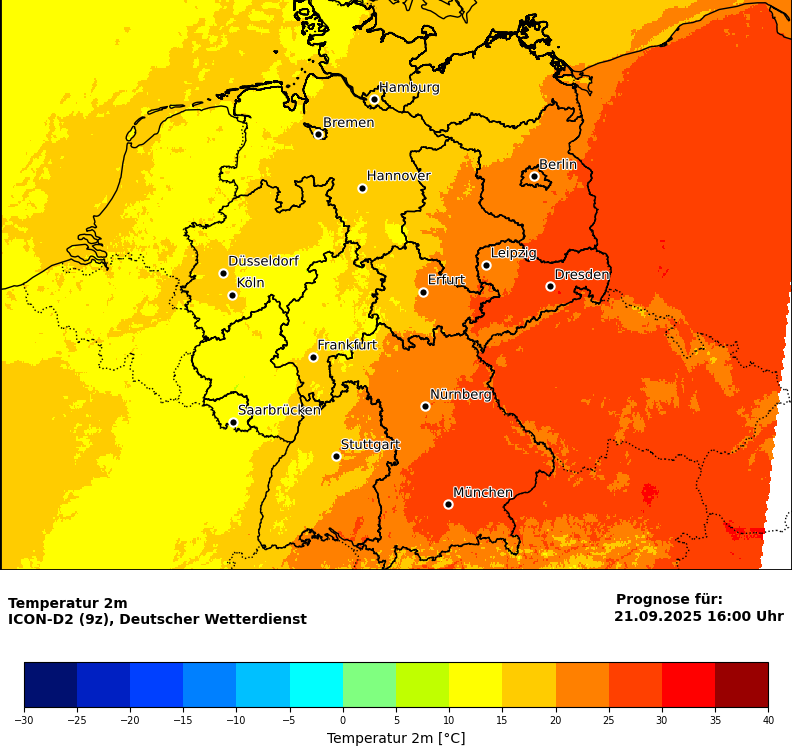 Hamburg
Bremen
Berlin
Hannover
Leipzig
Düsseldorf
Dresden
Köln
Erfurt
Frankfurt
Nürnberg
Saarbrücken
Stuttgart
München
Temperatur 2m
ICON-D2 (9z), Deutscher Wetterdienst
Prognose für:
21.09.2025 16:00 Uhr
−30 −25 −20 −15 −10 −5 0 5 10 15 20 25 30 35 40
Temperatur 2m [°C]